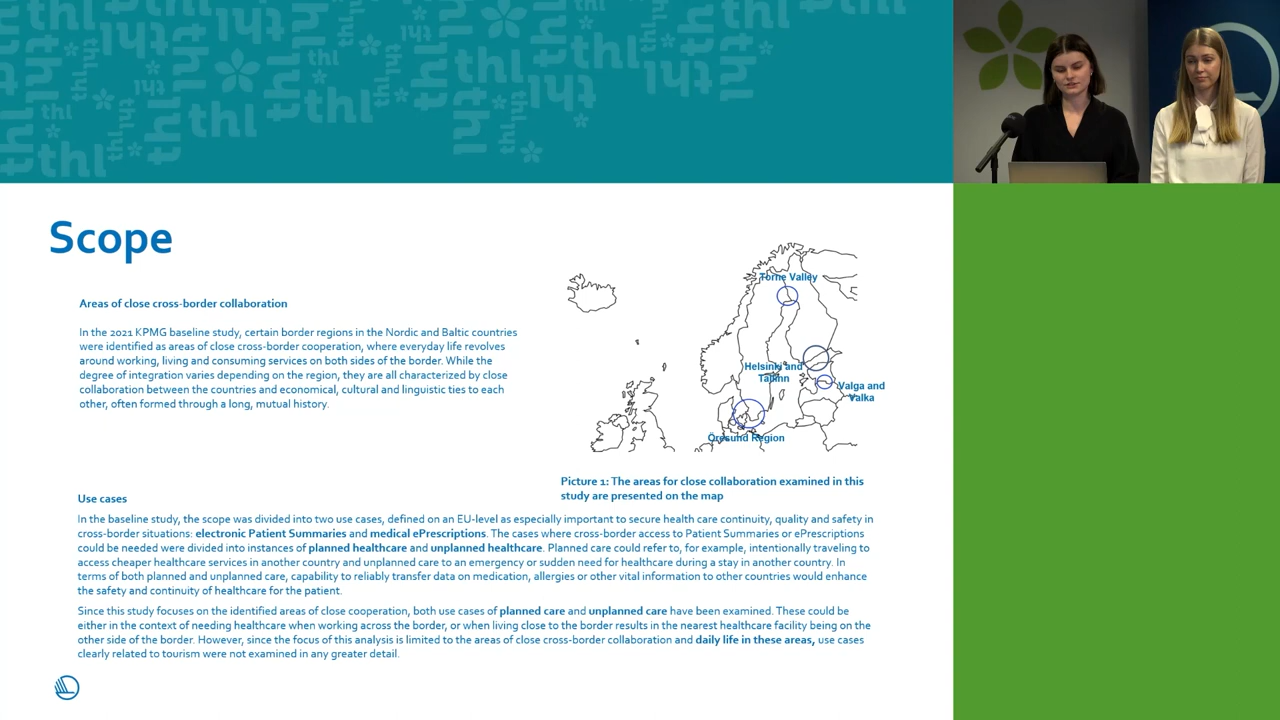 thl
Scope
Areas of close cross-border collaboration
In the 2021 KPMG baseline study, certain border regions in the Nordic and Baltic countries
were identified as areas of close cross-border cooperation, where everyday life revolves
around working, living and consuming services on both sides of the border. While the
degree of integration varies depending on the region, they are all characterized by close
collaboration between the countries and economical, cultural and linguistic ties to each
other, often formed through a long, mutual history.
Torne Valley
Helsinki and
Tallinn
Valga and
Valka
Öresund Region
Picture 1: The areas for close collaboration examined in this
study are presented on the map
Use cases
In the baseline study, the scope was divided into two use cases, defined on an EU-level as especially important to secure health care continuity, quality and safety in
cross-border situations: electronic Patient Summaries and medical ePrescriptions. The cases where cross-border access to Patient Summaries or ePrescriptions
could be needed were divided into instances of planned healthcare and unplanned healthcare. Planned care could refer to, for example, intentionally traveling to
access cheaper healthcare services in another country and unplanned care to an emergency or sudden need for healthcare during a stay in another country. In
terms of both planned and unplanned care, capability to reliably transfer data on medication, allergies or other vital information to other countries would enhance
the safety and continuity of healthcare for the patient.
Since this study focuses on the identified areas of close cooperation, both use cases of planned care and unplanned care have been examined. These could be
either in the context of needing healthcare when working across the border, or when living close to the border results in the nearest healthcare facility being on the
other side of the border. However, since the focus of this analysis is limited to the areas of close cross-border collaboration and daily life in these areas, use cases
clearly related to tourism were not examined in any greater detail.